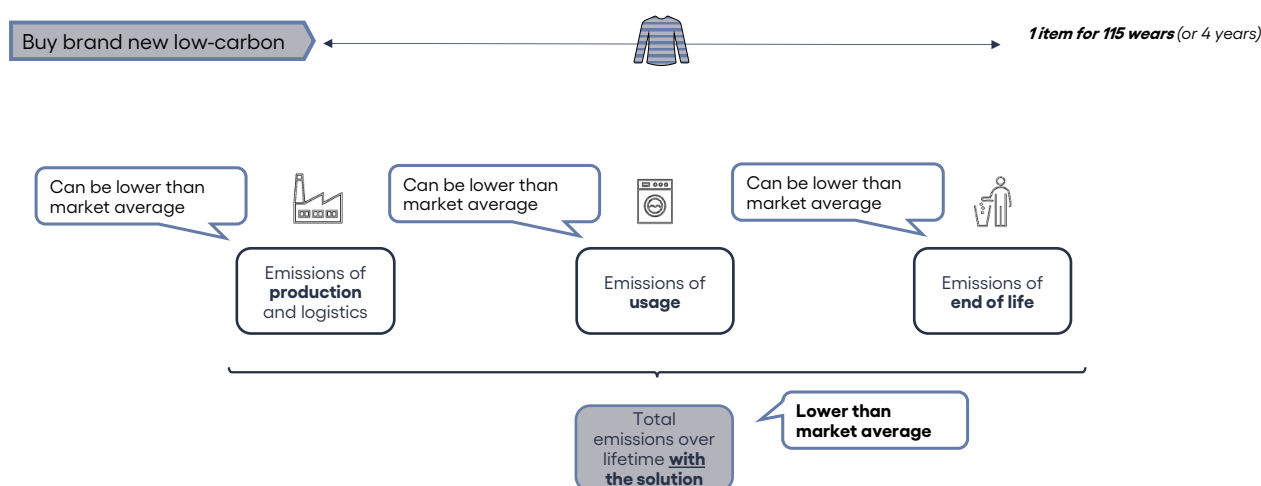 Buy brand new low-carbon
1 item for 115 wears (or 4 years)
Can be lower than
market average
Can be lower than
market average
Can be lower than
market average
Emissions of
production
and logistics
Emissions of
usage
Emissions of
end of life
Total
emissions over
lifetime with
the solution
Lower than
market average